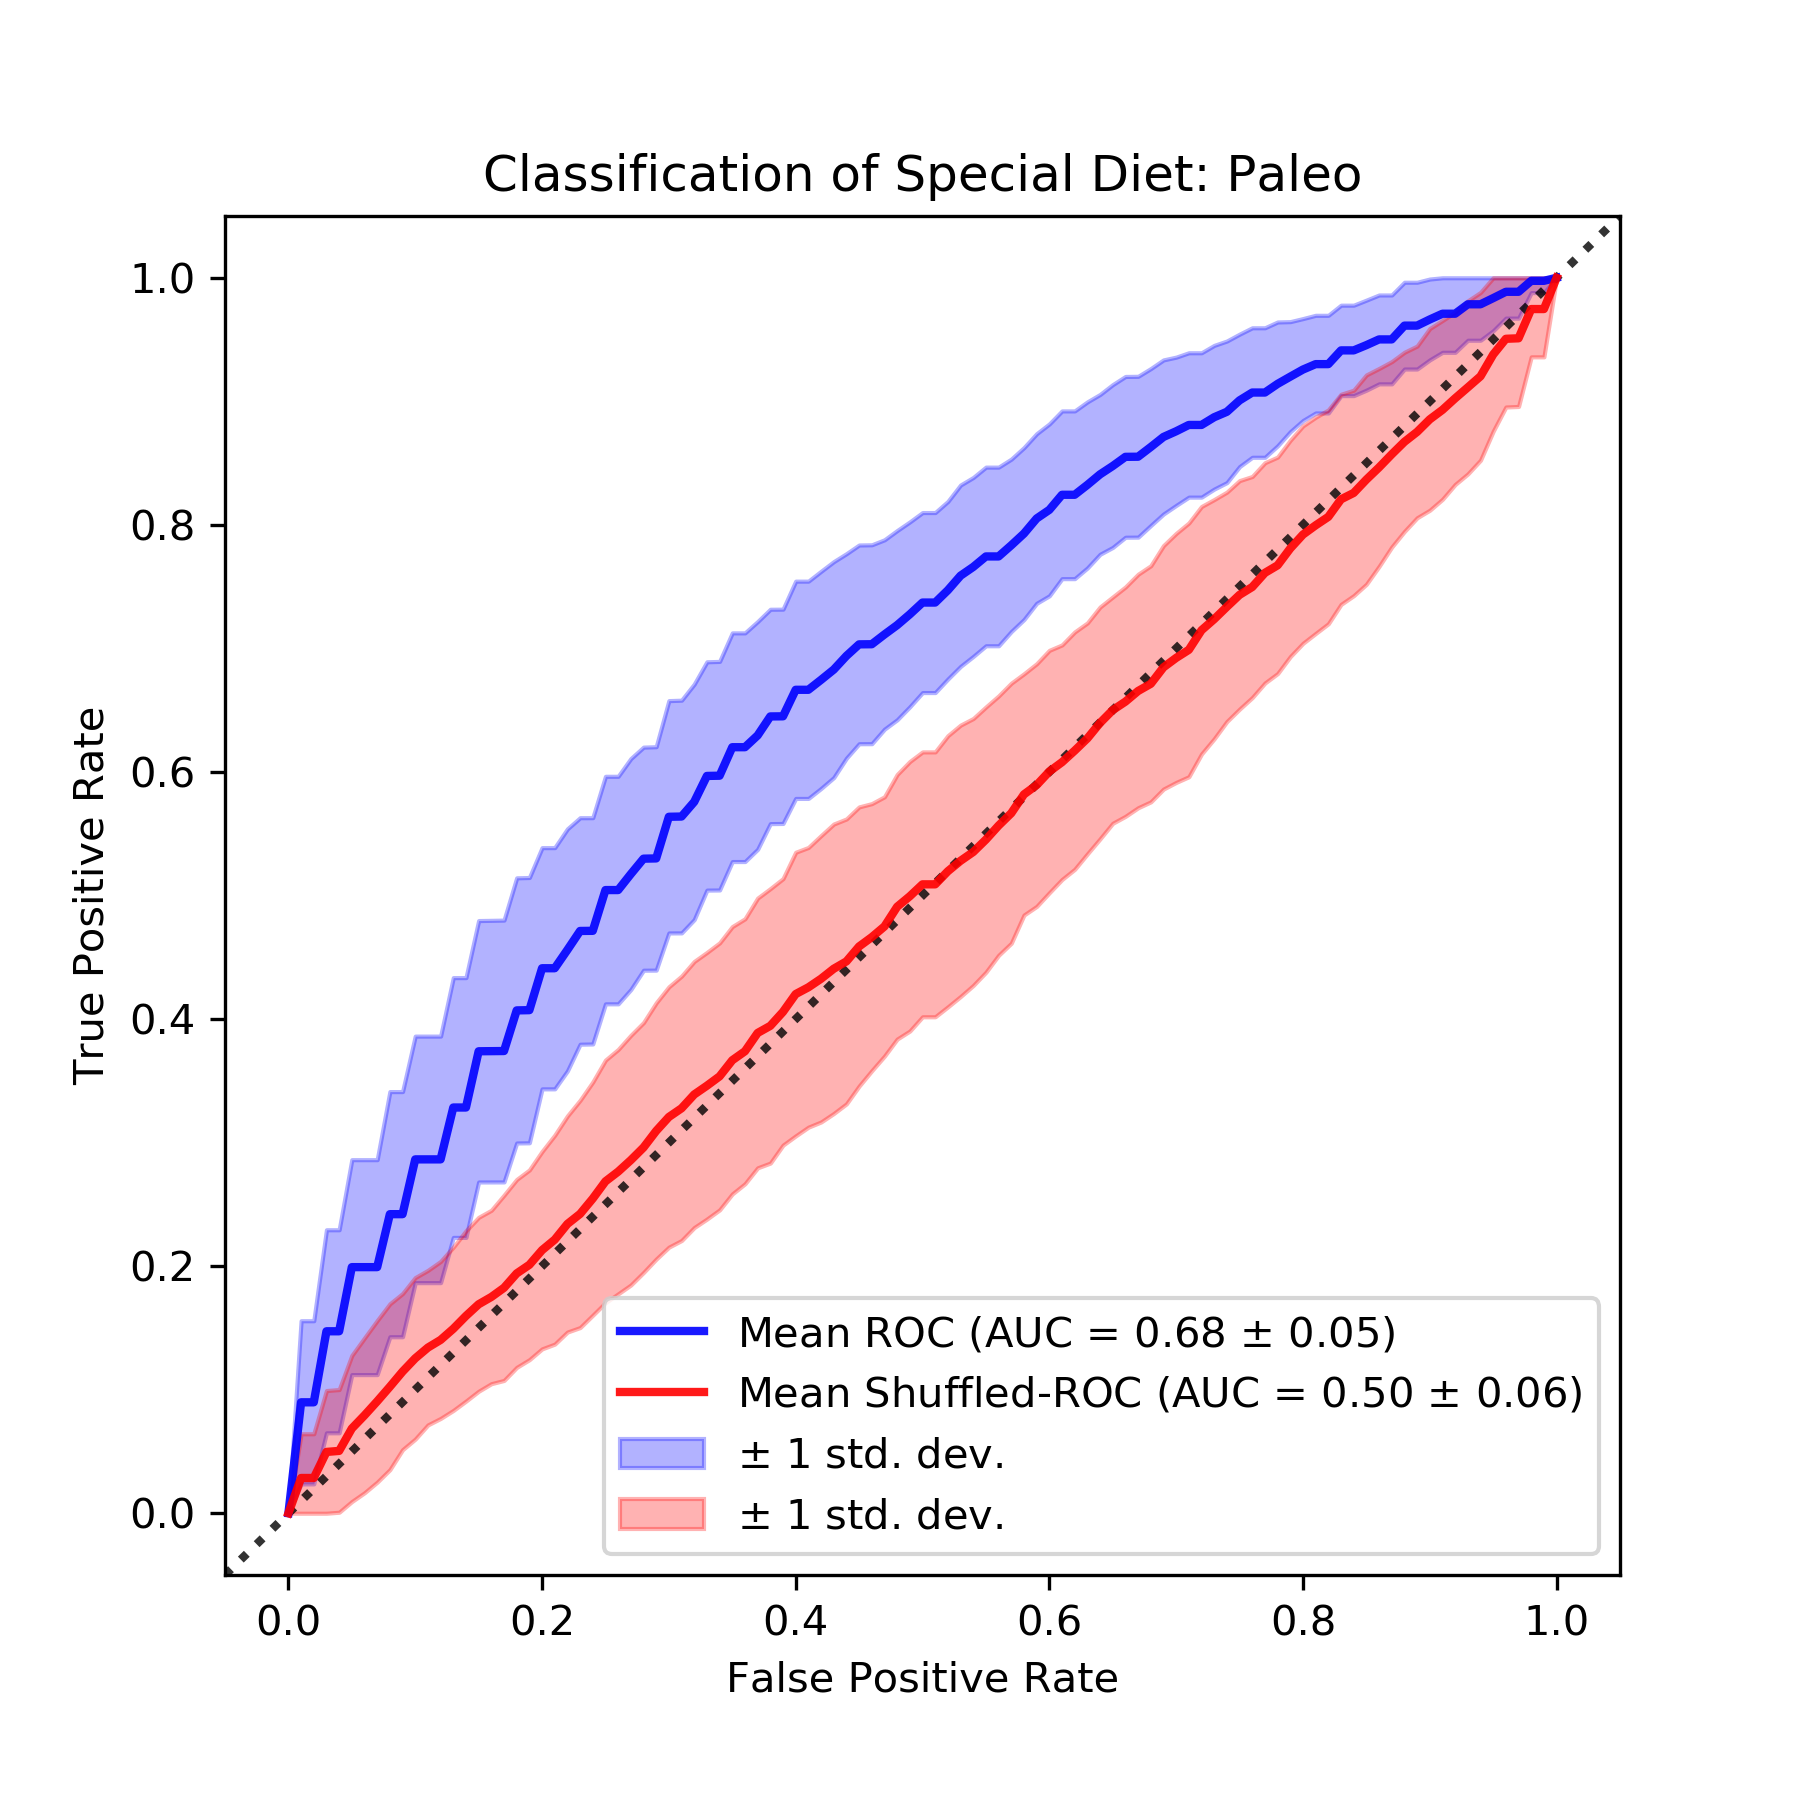 Classification of Special Diet: Paleo
True Positive Rate
1.0
0.8
0.6
0.4
0.2
0.0
Mean ROC (AUC = 0.68 ± 0.05)
Mean Shuffled-ROC (AUC = 0.50 ± 0.06)
± 1 std. dev.
± 1 std. dev.
0.0 0.2 0.4 0.6 0.8 1.0
False Positive Rate